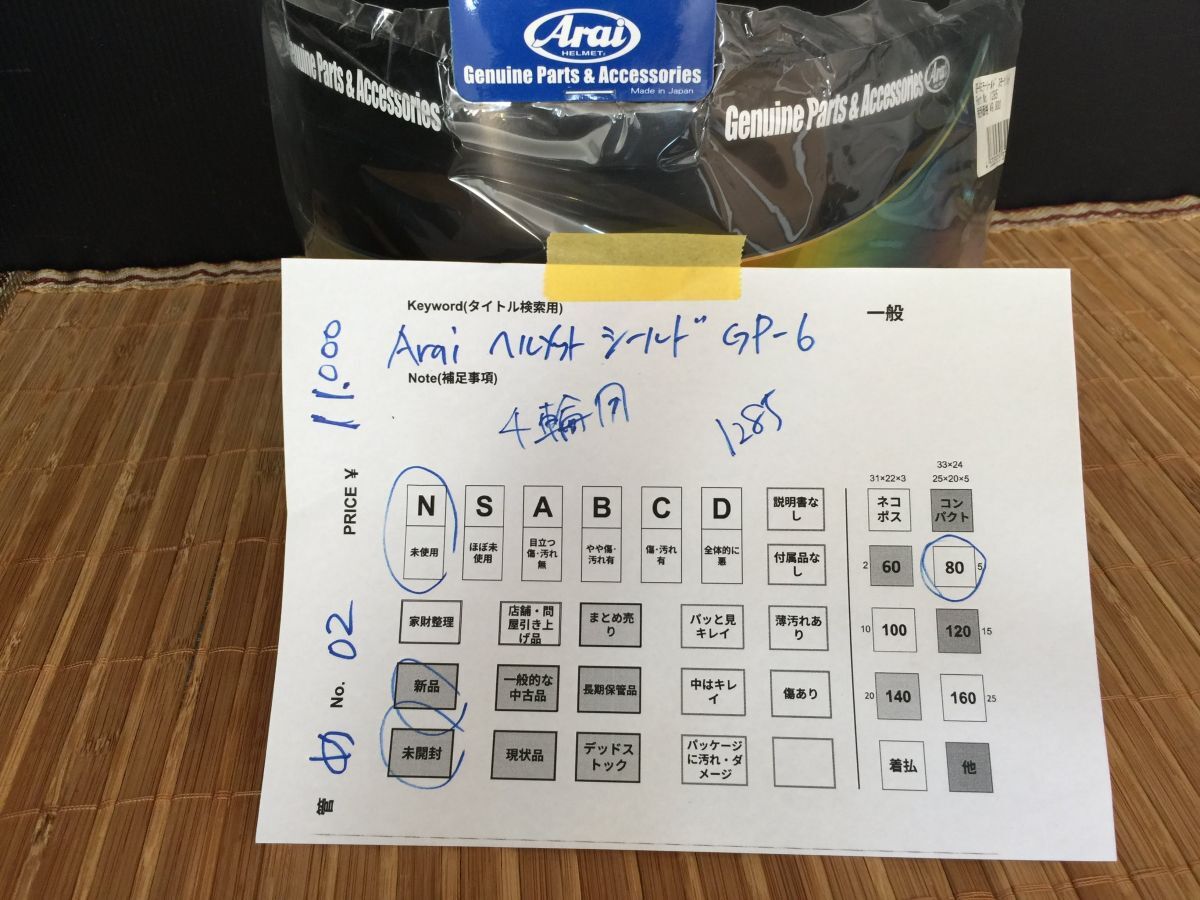 Arai
HELMET
Genuine Parts & Accessories
Made in Japan
Genuine Parts & Accessories
Genuine Parts & Accessories Arai
Keyword(タイトル検索用)
一般
Arai ヘルメット シールド GP-6
Note(補足事項)
4輪用 1285
PRICE ¥ 11.000
管 め No. 02
N
未使用
S
ほぼ未使用
A
目立つ傷・汚れ無
B
やや傷・汚れ有
C
傷・汚れ有
D
全体的に悪
説明書なし
付属品なし
家財整理
店舗・問屋引き上げ品
まとめ売り
パッと見キレイ
薄汚れあり
新品
一般的な中古品
長期保管品
中はキレイ
傷あり
未開封
現状品
デッドストック
パッケージに汚れ・ダメージ
31×22×3
33×24
25×20×5
ネコポス
コンパクト
2 60
80 5
10 100
120 15
20 140
160 25
着払
他